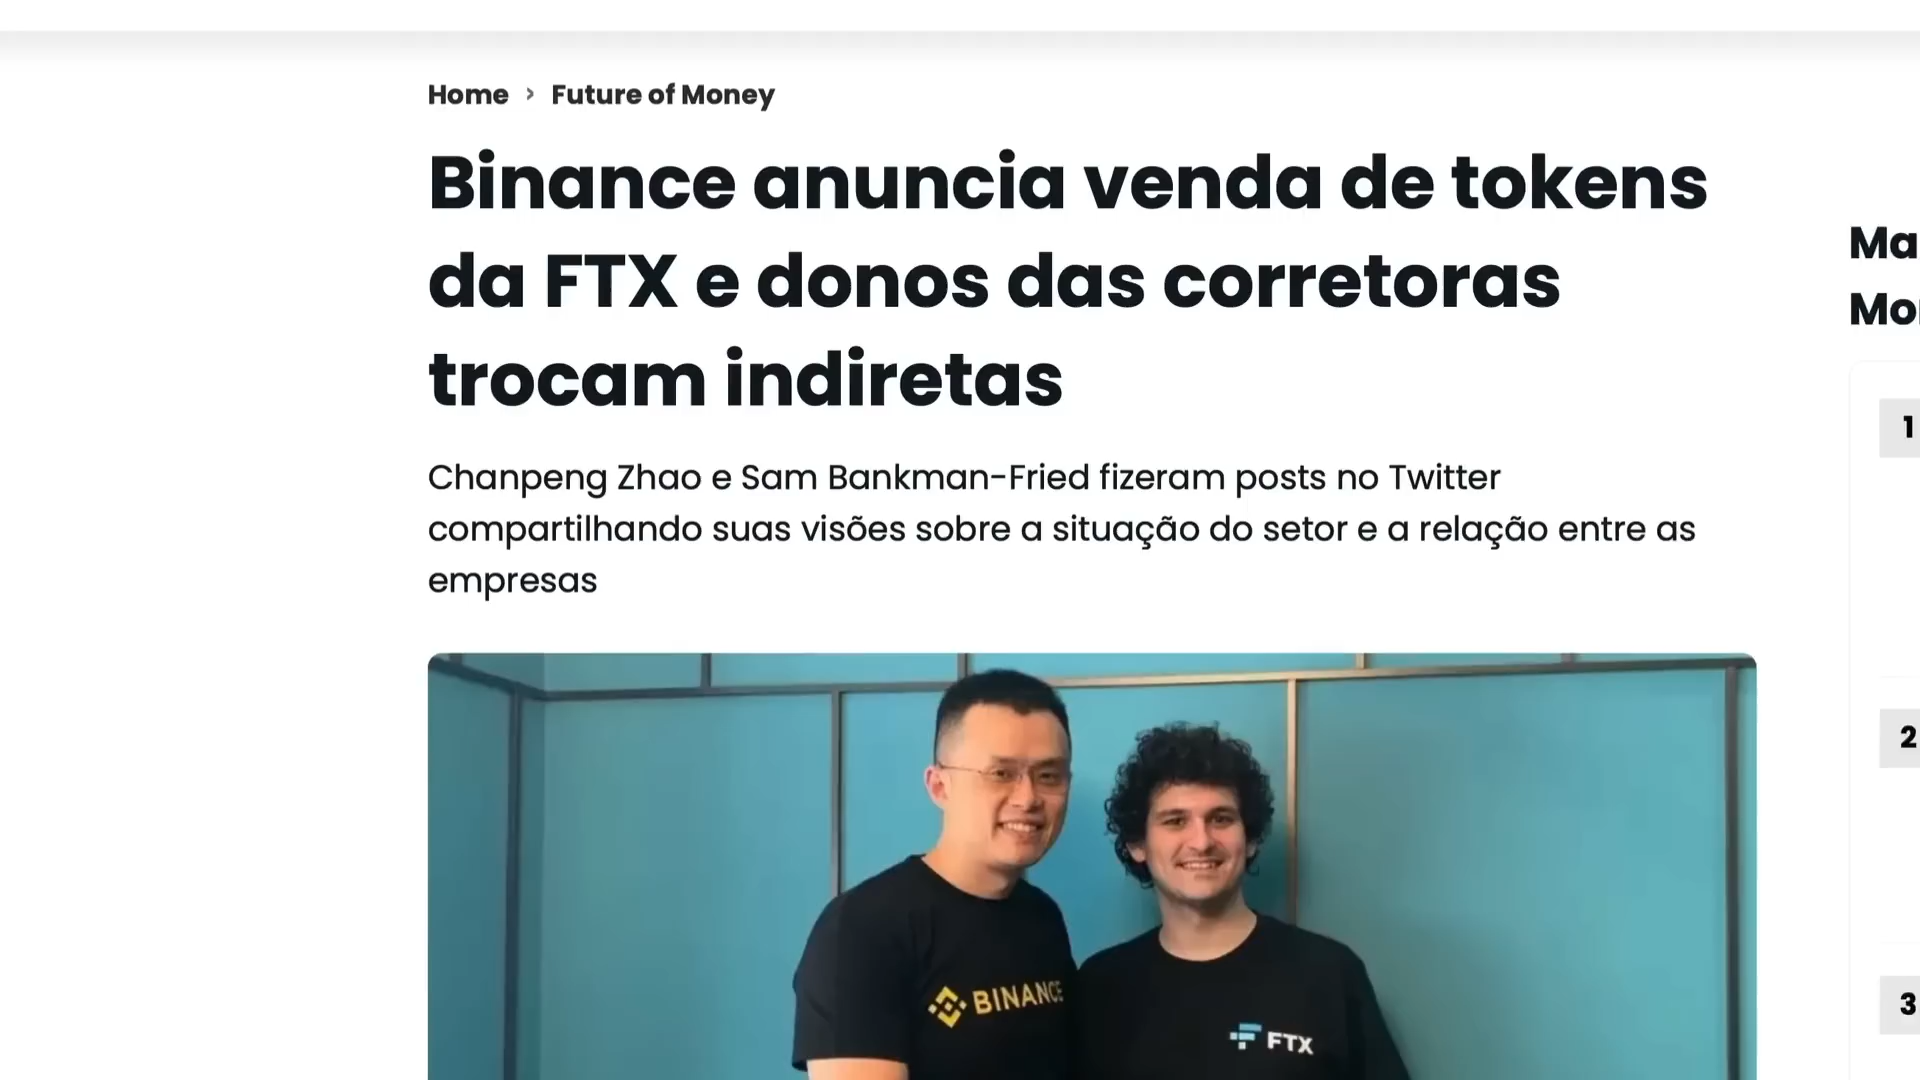 Home › Future of Money
Binance anuncia venda de tokens
da FTX e donos das corretoras
trocam indiretas
Chanpeng Zhao e Sam Bankman-Fried fizeram posts no Twitter
compartilhando suas visões sobre a situação do setor e a relação entre as
empresas
BINANCE
FTX
1
2
3